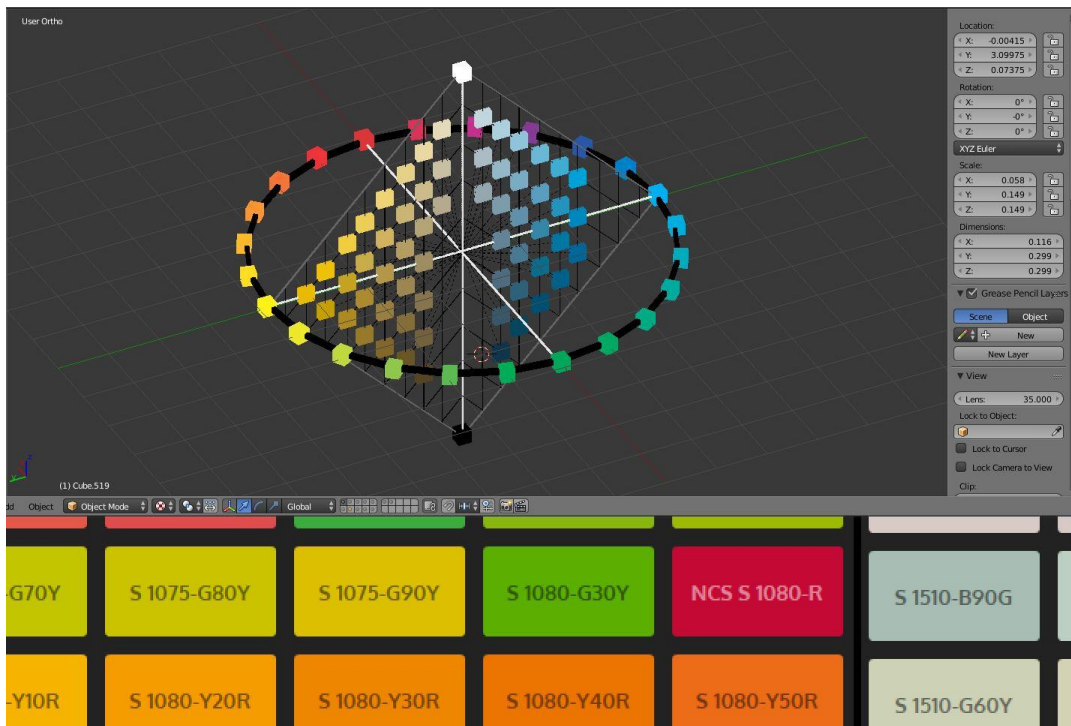 User Ortho
Location:
X: -0.00415
Y: 3.09975
Z: 0.07375
Rotation:
X: 0°
Y: -0°
Z: 0°
XYZ Euler
Scale:
X: 0.058
Y: 0.149
Z: 0.149
Dimensions:
X: 0.116
Y: 0.299
Z: 0.299
Grease Pencil Layers
Scene Object
New
New Layer
View
Lens: 35.000
Lock to Object:
Lock to Cursor
Lock Camera to View
Clip:
(1) Cube.519
Object Object Mode Global
-G70Y S 1075-G80Y S 1075-G90Y S 1080-G30Y NCS S 1080-R S 1510-B90G
-Y10R S 1080-Y20R S 1080-Y30R S 1080-Y40R S 1080-Y50R S 1510-G60Y